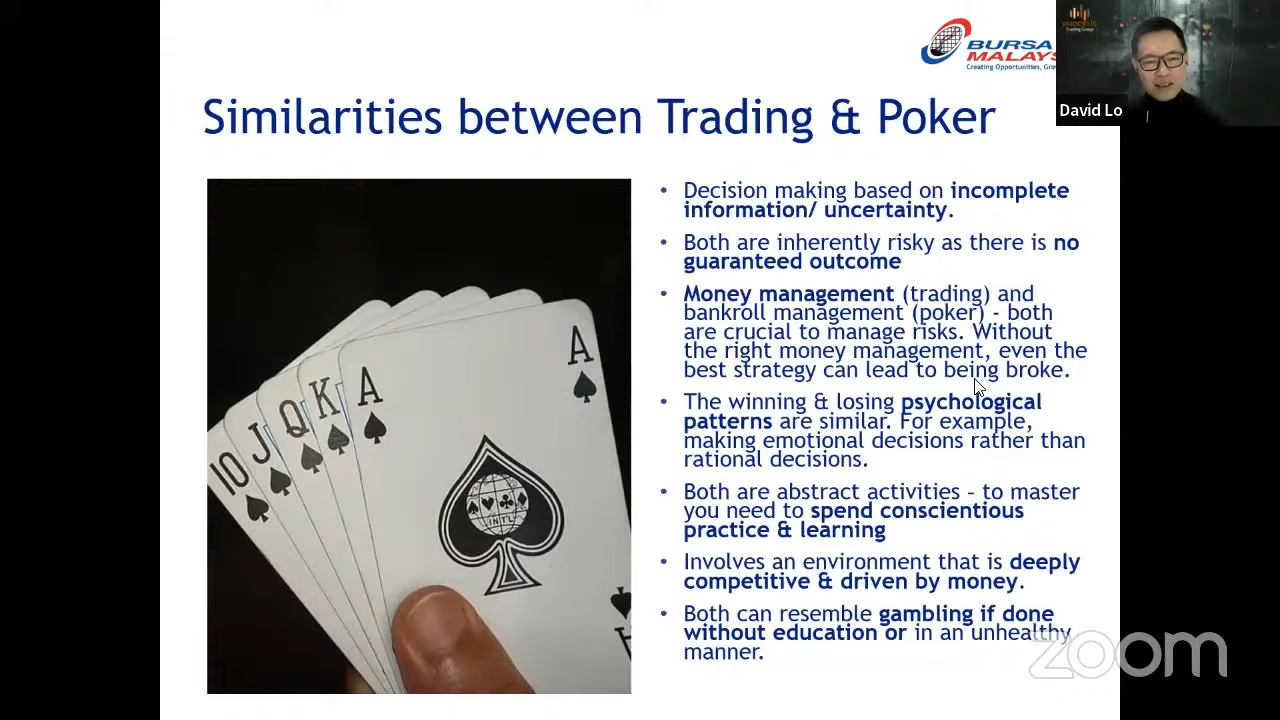 BURSA
MALAYS
Creating Opportunities, Grow
MODELIS
Trading Group
David Lo
Similarities between Trading & Poker
• Decision making based on incomplete
information/ uncertainty.
• Both are inherently risky as there is no
guaranteed outcome
• Money management (trading) and
bankroll management (poker) - both
are crucial to manage risks. Without
the right money management, even the
best strategy can lead to being broke.
• The winning & losing psychological
patterns are similar. For example,
making emotional decisions rather than
rational decisions.
• Both are abstract activities – to master
you need to spend conscientious
practice & learning
• Involves an environment that is deeply
competitive & driven by money.
• Both can resemble gambling if done
without education or in an unhealthy
manner.
10
J
Q
K
A
A
INT'L
A
zoom